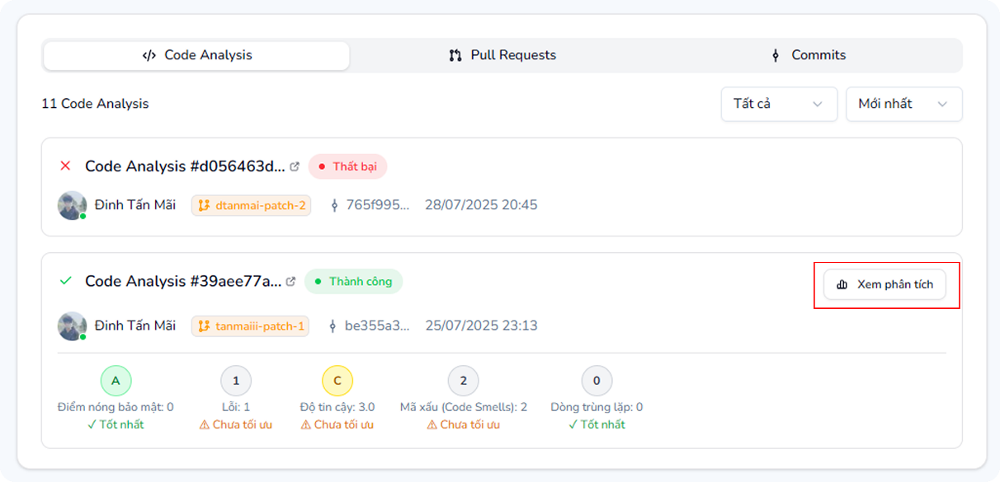 </> Code Analysis
Pull Requests
Commits
11 Code Analysis
Tất cả
Mới nhất
Code Analysis #d056463d...
Thất bại
Đinh Tấn Mãi
dtanmai-patch-2
765f995...
28/07/2025 20:45
Code Analysis #39aee77a...
Thành công
Xem phân tích
Đinh Tấn Mãi
tanmaiii-patch-1
be355a3...
25/07/2025 23:13
A
1
C
2
0
Điểm nóng bảo mật: 0
Lỗi: 1
Độ tin cậy: 3.0
Mã xấu (Code Smells): 2
Dòng trùng lặp: 0
✓ Tốt nhất
⚠ Chưa tối ưu
⚠ Chưa tối ưu
⚠ Chưa tối ưu
✓ Tốt nhất